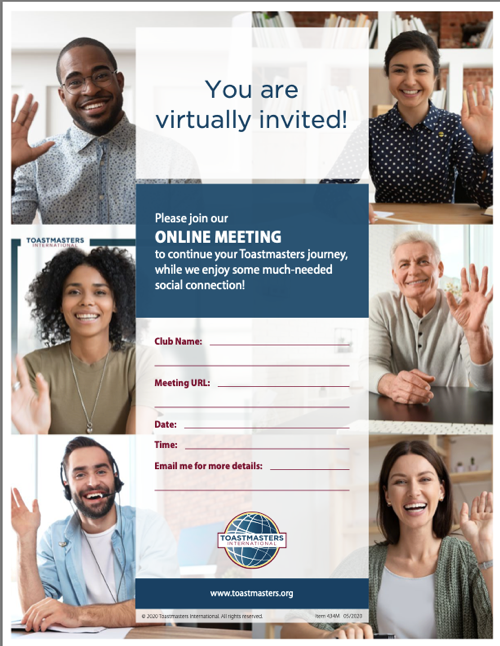 You are
virtually invited!
TOASTMASTERS
INTERNATIONAL
Please join our
ONLINE MEETING
to continue your Toastmasters journey,
while we enjoy some much-needed
social connection!
Club Name:
Meeting URL:
Date:
Time:
Email me for more details:
TOASTMASTERS
INTERNATIONAL
www.toastmasters.org
© 2020 Toastmasters International. All rights reserved. Item 434M 05/2020